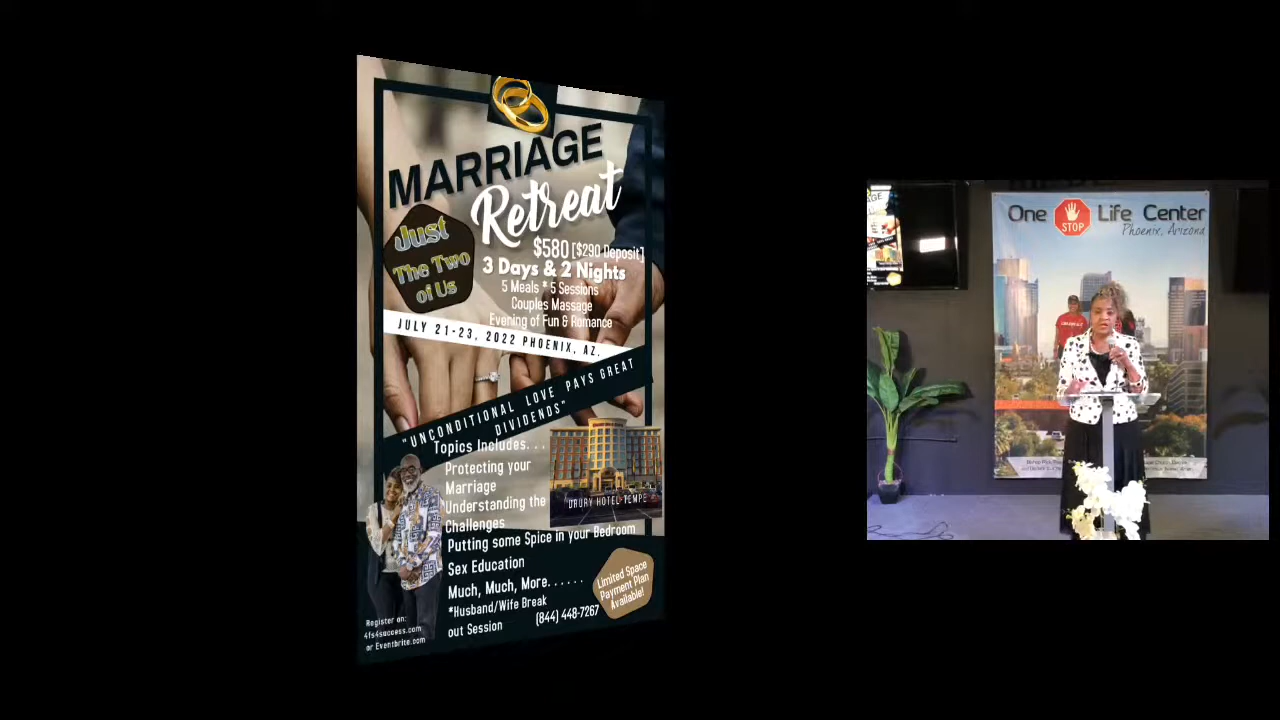 MARRIAGE
Retreat
Just
The Two
of Us
$580 [$290 Deposit]
3 Days & 2 Nights
5 Meals * 5 Sessions
Couples Massage
Evening of Fun & Romance
JULY 21-23, 2022 PHOENIX, AZ.
"UNCONDITIONAL LOVE PAYS GREAT
DIVIDENDS"
Topics Includes. . .
Protecting your
Marriage
Understanding the
Challenges
Putting some Spice in your Bedroom
Sex Education
Much, Much, More. . . . . .
*Husband/Wife Break
out Session
(844) 448-7267
DRURY HOTEL-TEMPE
Limited Space
Payment Plan
Available!
Register on:
4fs4success.com
or Eventbrite.com
One STOP Life Center
Phoenix, Arizona